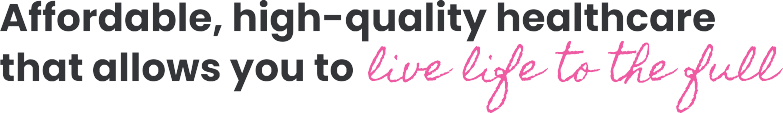 Affordable, high-quality healthcare
that allows you to live life to the full